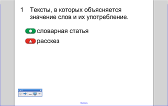 1 Тексты, в которых объясняется
значение слов и их употребление.
словарная статья
рассказ